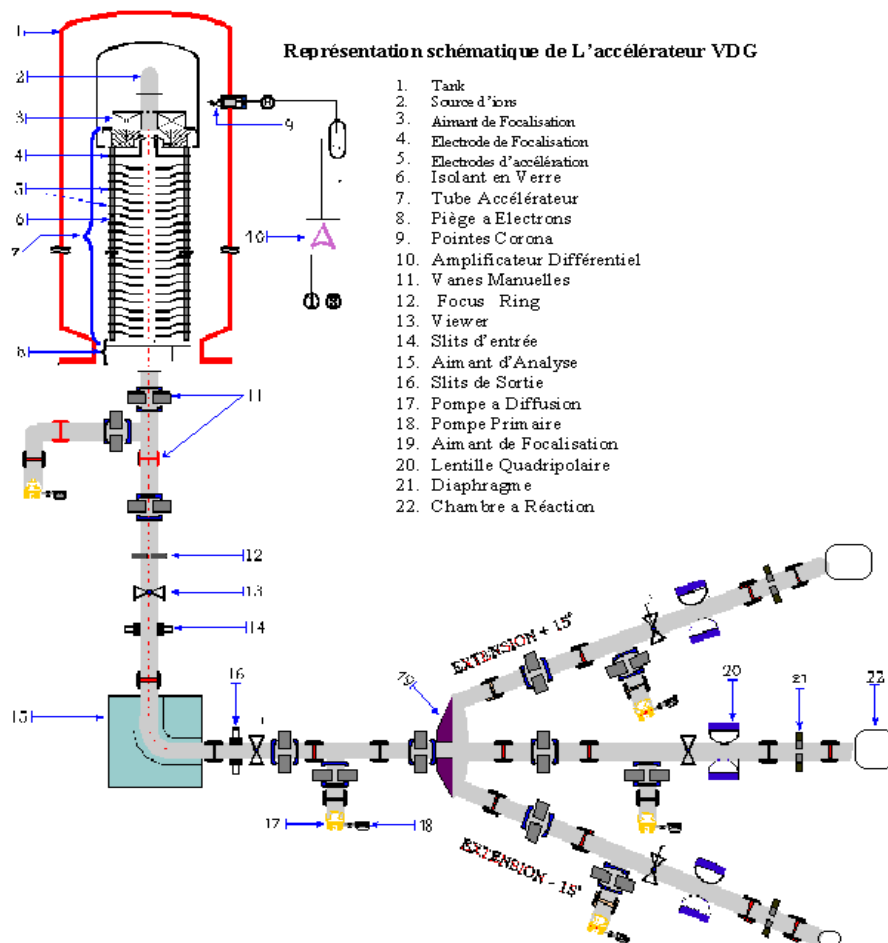 Représentation schématique de L'accélérateur VDG
1. Tank
2. Source d'ions
3. Aimant de Focalisation
4. Electrode de Focalisation
5. Electrodes d'accélération
6. Isolant en Verre
7. Tube Accélérateur
8. Piège a Electrons
9. Pointes Corona
10. Amplificateur Différentiel
11. Vanes Manuelles
12. Focus Ring
13. Viewer
14. Slits d'entrée
15. Aimant d'Analyse
16. Slits de Sortie
17. Pompe a Diffusion
18. Pompe Primaire
19. Aimant de Focalisation
20. Lentille Quadripolaire
21. Diaphragme
22. Chambre a Réaction
1
2
3
4
5
6
7
8
9
10
11
12
13
14
15
16
17
18
20
21
22
EXTENSION + 15°
EXTENSION - 15°